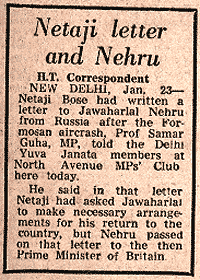 Netaji letter
and Nehru
H.T. Correspondent
NEW DELHI, Jan. 23—
Netaji Bose had written a
letter to Jawaharlal Nehru
from Russia after the For-
mosan aircrash, Prof Samar
Guha, MP, told the Delhi
Yuva Janata members at
North Avenue MPs' Club
here today.
He said in that letter
Netaji had asked Jawaharlal
to make necessary arrange-
ments for his return to the
country, but Nehru passed
on that letter to the then
Prime Minister of Britain.